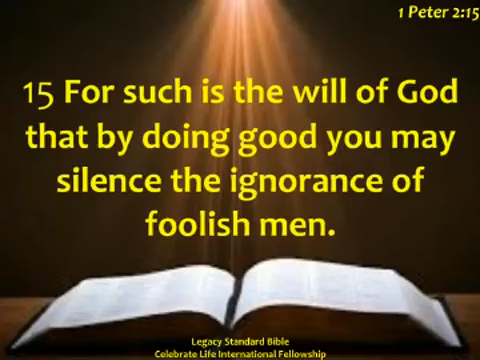 1 Peter 2:15
15 For such is the will of God
that by doing good you may
silence the ignorance of
foolish men.
Legacy Standard Bible
Celebrate Life International Fellowship